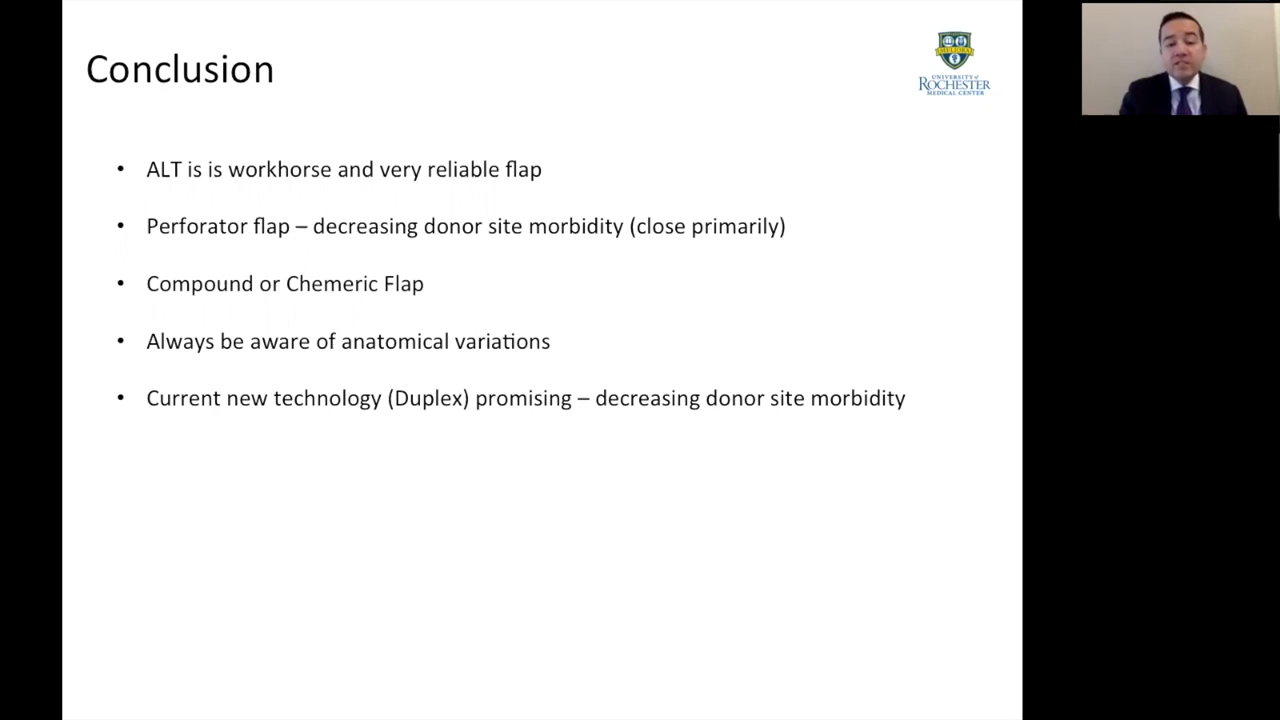 Conclusion
MELIORA
UNIVERSITY of
ROCHESTER
MEDICAL CENTER
• ALT is is workhorse and very reliable flap
• Perforator flap – decreasing donor site morbidity (close primarily)
• Compound or Chemeric Flap
• Always be aware of anatomical variations
• Current new technology (Duplex) promising – decreasing donor site morbidity